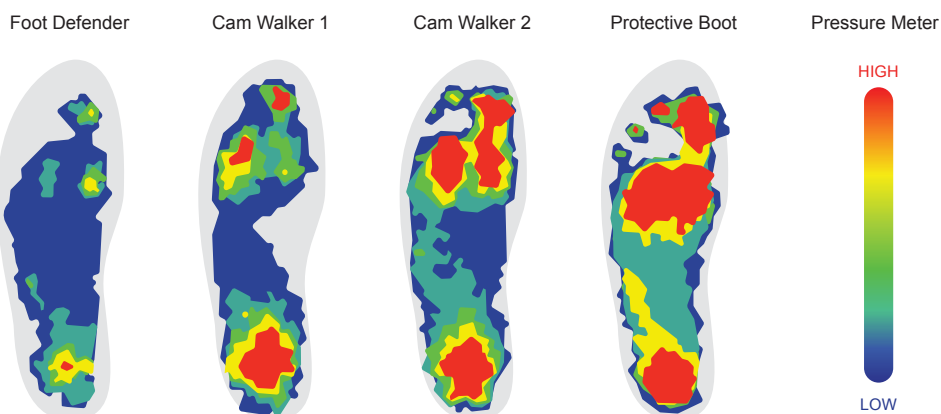 Foot Defender
Cam Walker 1
Cam Walker 2
Protective Boot
Pressure Meter
HIGH
LOW